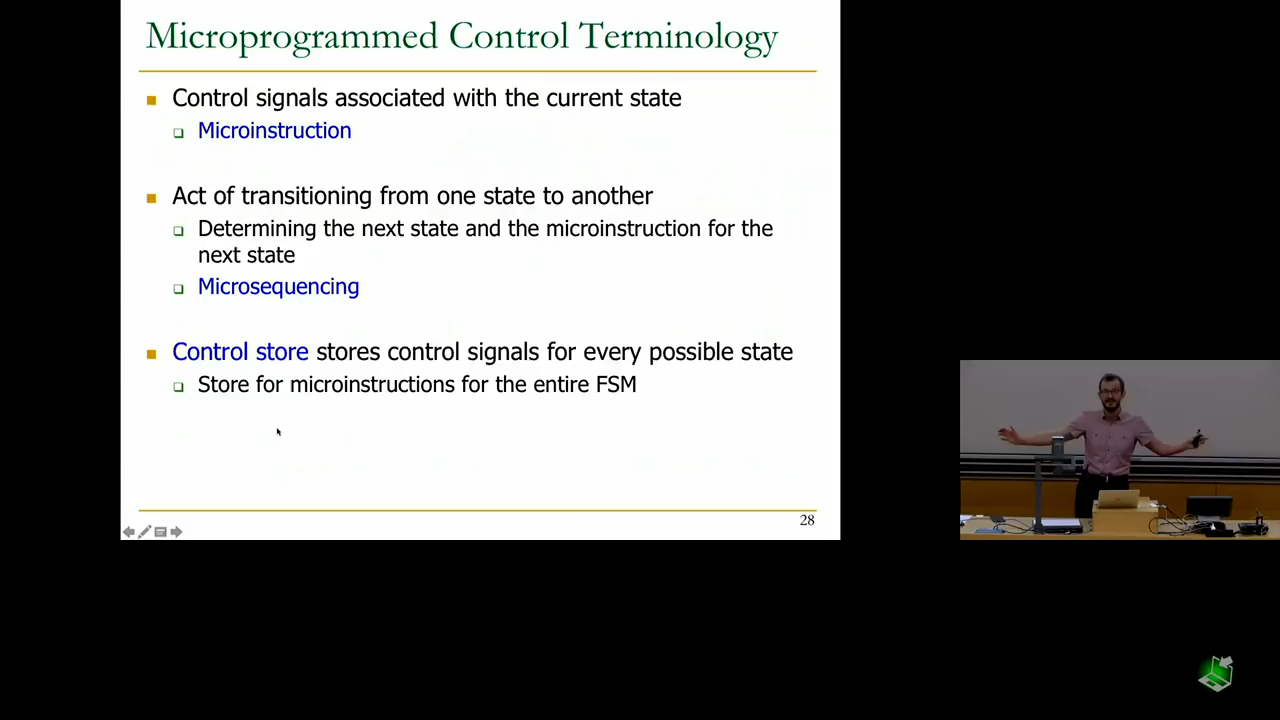 Microprogrammed Control Terminology
Control signals associated with the current state
Microinstruction
Act of transitioning from one state to another
Determining the next state and the microinstruction for the
next state
Microsequencing
Control store stores control signals for every possible state
Store for microinstructions for the entire FSM
28